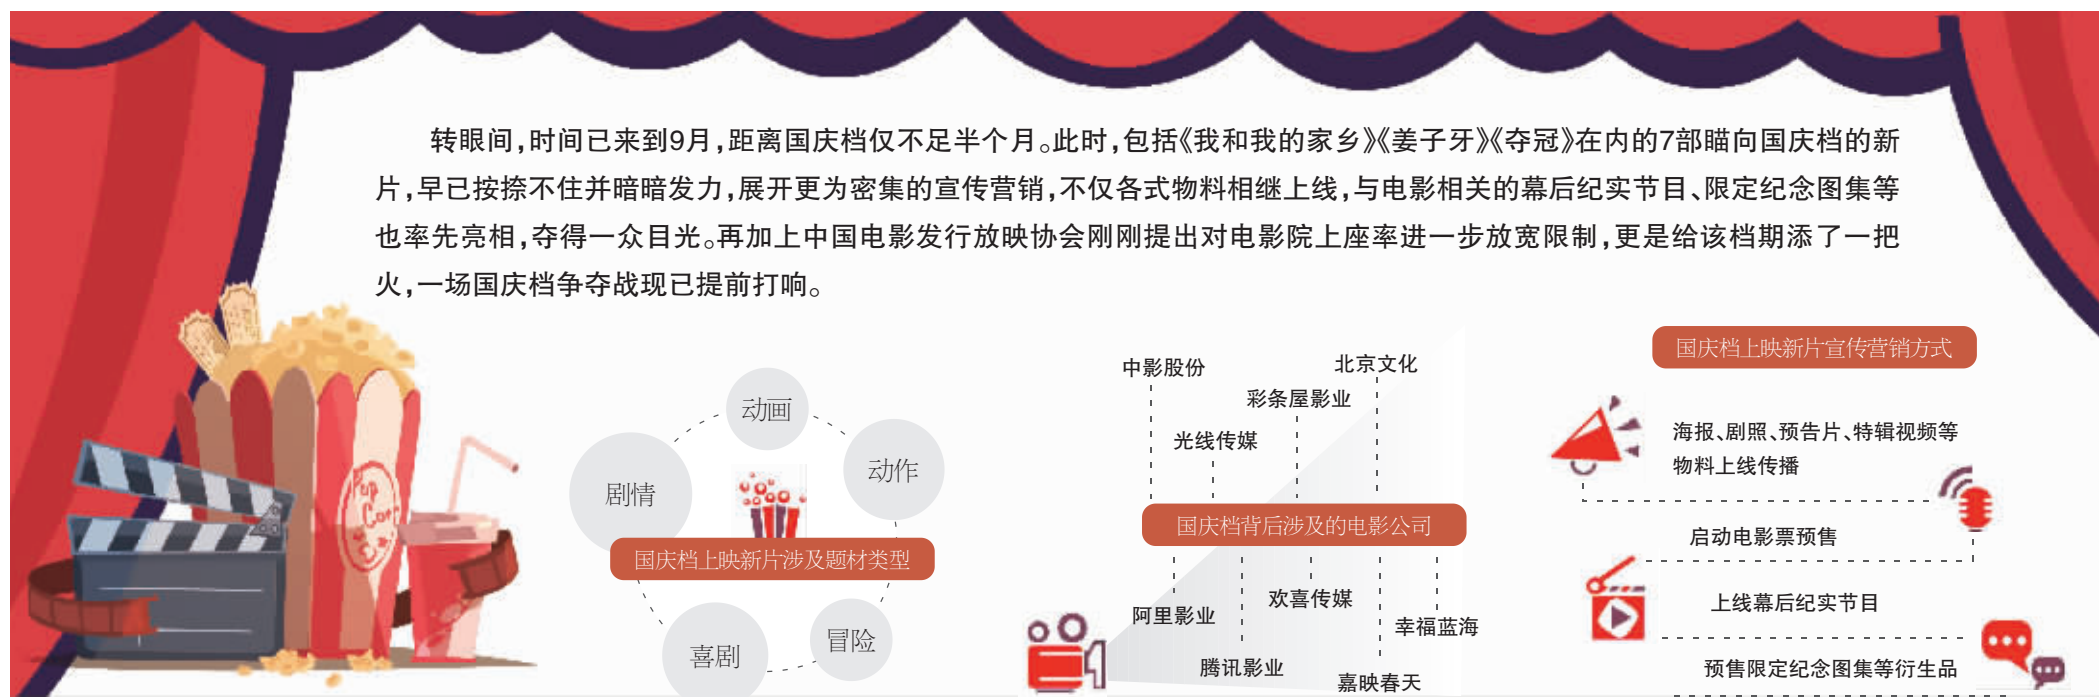 转眼间,时间已来到9月,距离国庆档仅不足半个月。此时,包括《我和我的家乡》《姜子牙》《夺冠》在内的7部瞄向国庆档的新
片,早已按捺不住并暗暗发力,展开更为密集的宣传营销,不仅各式物料相继上线,与电影相关的幕后纪实节目、限定纪念图集等
也率先亮相,夺得一众目光。再加上中国电影发行放映协会刚刚提出对电影院上座率进一步放宽限制,更是给该档期添了一把
火,一场国庆档争夺战现已提前打响。
Pop
Corn
动画
动作
剧情
国庆档上映新片涉及题材类型
冒险
喜剧
中影股份
北京文化
彩条屋影业
光线传媒
国庆档背后涉及的电影公司
阿里影业
欢喜传媒
幸福蓝海
腾讯影业
嘉映春天
国庆档上映新片宣传营销方式
海报、剧照、预告片、特辑视频等
物料上线传播
启动电影票预售
上线幕后纪实节目
预售限定纪念图集等衍生品